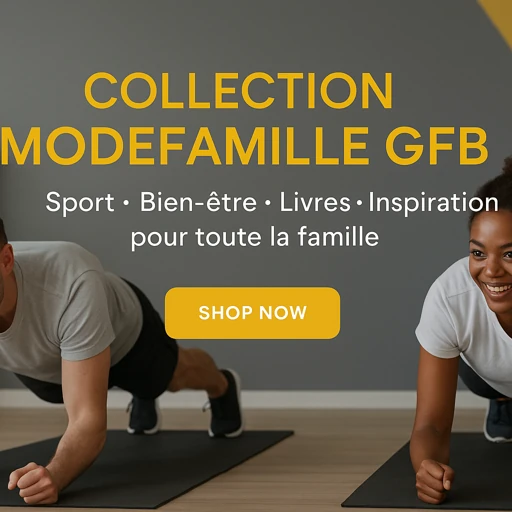 COLLECTION
MODEFAMILLE GFB
Sport • Bien-être • Livres • Inspiration
pour toute la famille
SHOP NOW